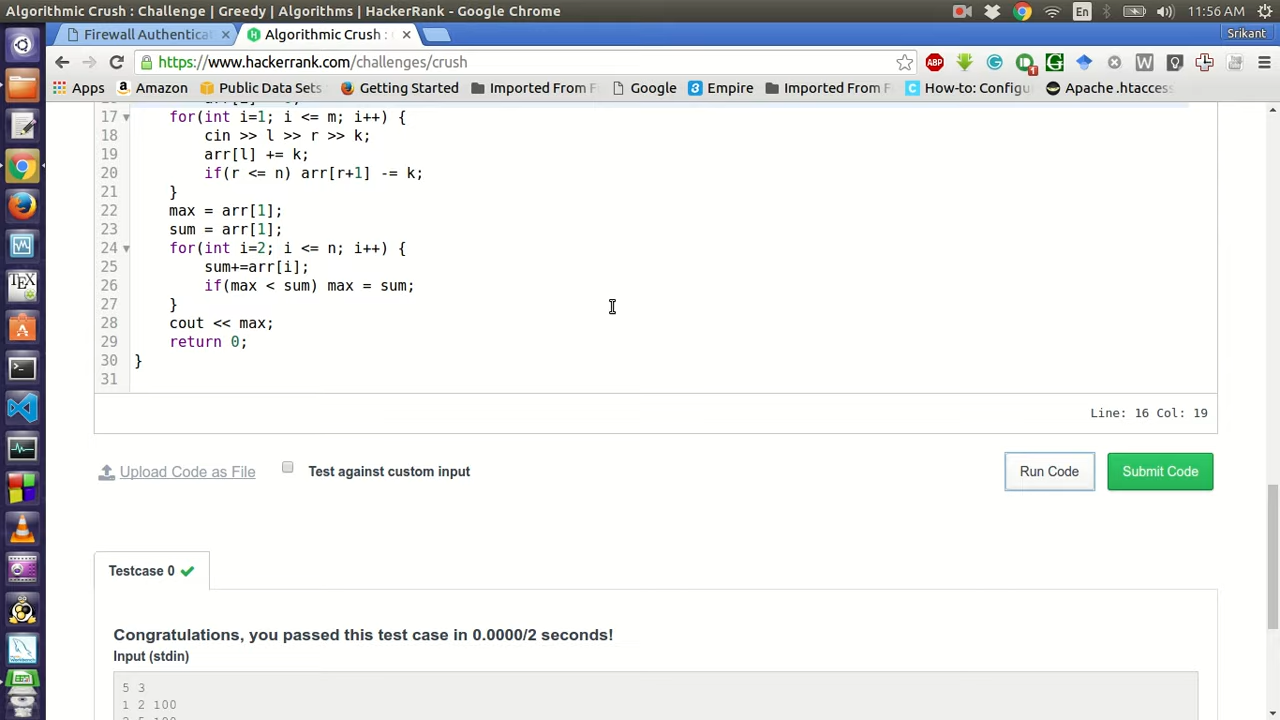 Algorithmic Crush : Challenge | Greedy | Algorithms | HackerRank - Google Chrome
En
11:56 AM
Firewall Authentica
Algorithmic Crush :
Srikant
https://www.hackerrank.com/challenges/crush
ABP
1
G
W
Apps
Amazon
Public Data Sets
Getting Started
Imported From F
Google
Empire
Imported From F
How-to: Configu
Apache .htacces
17 for(int i=1; i <= m; i++) {
18 cin >> l >> r >> k;
19 arr[l] += k;
20 if(r <= n) arr[r+1] -= k;
21 }
22 max = arr[1];
23 sum = arr[1];
24 for(int i=2; i <= n; i++) {
25 sum+=arr[i];
26 if(max < sum) max = sum;
27 }
28 cout << max;
29 return 0;
30 }
31
Line: 16 Col: 19
Upload Code as File
Test against custom input
Run Code
Submit Code
Testcase 0
Congratulations, you passed this test case in 0.0000/2 seconds!
Input (stdin)
5 3
1 2 100
TEX